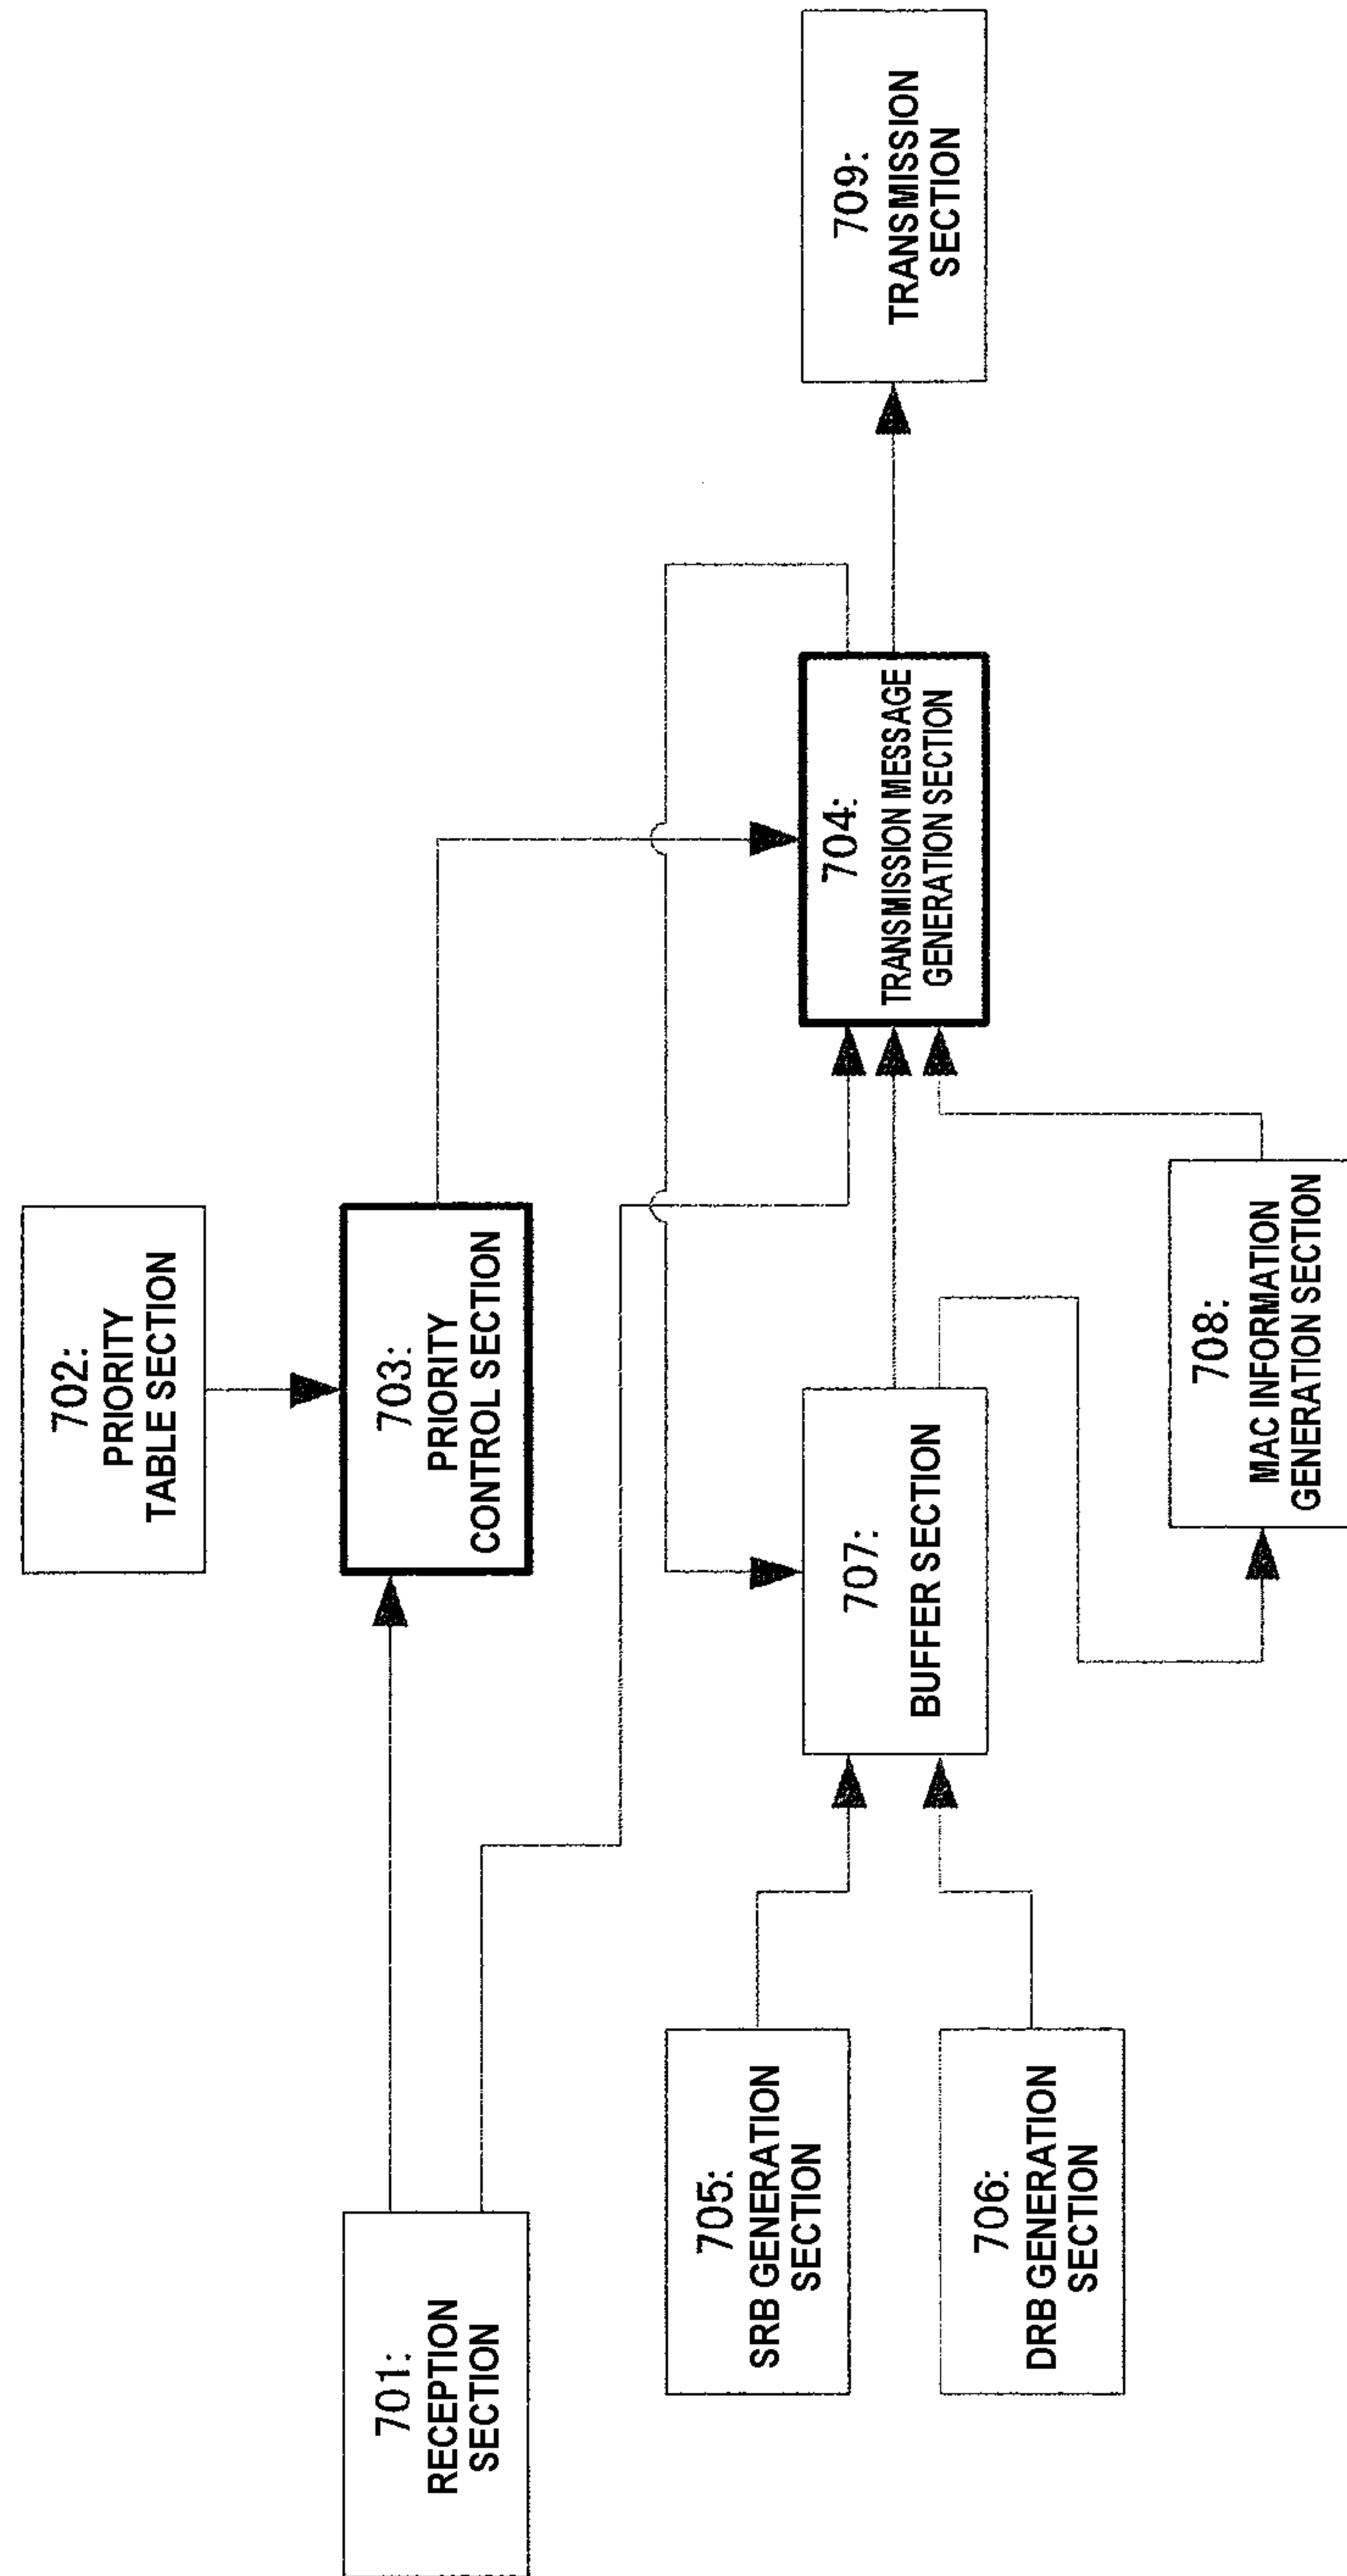 701:
RECEPTION
SECTION
702:
PRIORITY
TABLE SECTION
703:
PRIORITY
CONTROL SECTION
704:
TRANSMISSION MESSAGE
GENERATION SECTION
705:
SRB GENERATION
SECTION
706:
DRB GENERATION
SECTION
707:
BUFFER SECTION
708:
MAC INFORMATION
GENERATION SECTION
709:
TRANSMISSION
SECTION